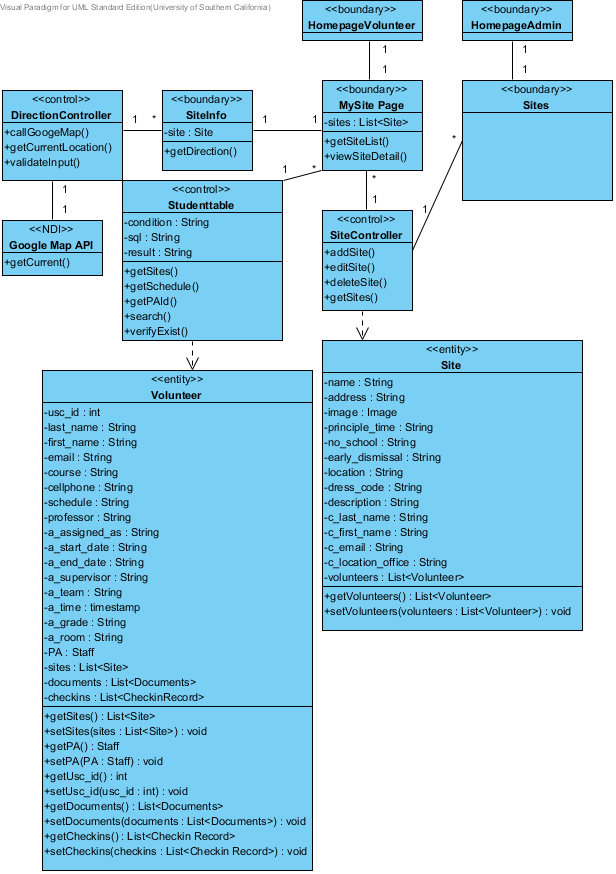 Visual Paradigm for UML Standard Edition(University of Southern California)
<<boundary>>
HomepageVolunteer
<<boundary>>
HomepageAdmin
1
1
1
1
<<control>>
DirectionController
+callGoogeMap()
+getCurrentLocation()
+validateInput()
1
*
<<boundary>>
SiteInfo
-site : Site
+getDirection()
1
1
<<boundary>>
MySite Page
-sites : List<Site>
+getSiteList()
+viewSiteDetail()
<<boundary>>
Sites
*
1
1
1
<<NDI>>
Google Map API
+getCurrent()
1
*
<<control>>
Studenttable
-condition : String
-sql : String
-result : String
+getSites()
+getSchedule()
+getPAId()
+search()
+verifyExist()
*
1
<<control>>
SiteController
+addSite()
+editSite()
+deleteSite()
+getSites()
<<entity>>
Volunteer
-usc_id : int
-last_name : String
-first_name : String
-email : String
-course : String
-cellphone : String
-schedule : String
-professor : String
-a_assigned_as : String
-a_start_date : String
-a_end_date : String
-a_supervisor : String
-a_team : String
-a_time : timestamp
-a_grade : String
-a_room : String
-PA : Staff
-sites : List<Site>
-documents : List<Documents>
-checkins : List<CheckinRecord>
+getSites() : List<Site>
+setSites(sites : List<Site>) : void
+getPA() : Staff
+setPA(PA : Staff) : void
+getUsc_id() : int
+setUsc_id(usc_id : int) : void
+getDocuments() : List<Documents>
+setDocuments(documents : List<Documents>) : void
+getCheckins() : List<Checkin Record>
+setCheckins(checkins : List<Checkin Record>) : void
<<entity>>
Site
-name : String
-address : String
-image : Image
-principle_time : String
-no_school : String
-early_dismissal : String
-location : String
-dress_code : String
-description : String
-c_last_name : String
-c_first_name : String
-c_email : String
-c_location_office : String
-volunteers : List<Volunteer>
+getVolunteers() : List<Volunteer>
+setVolunteers(volunteers : List<Volunteer>) : void